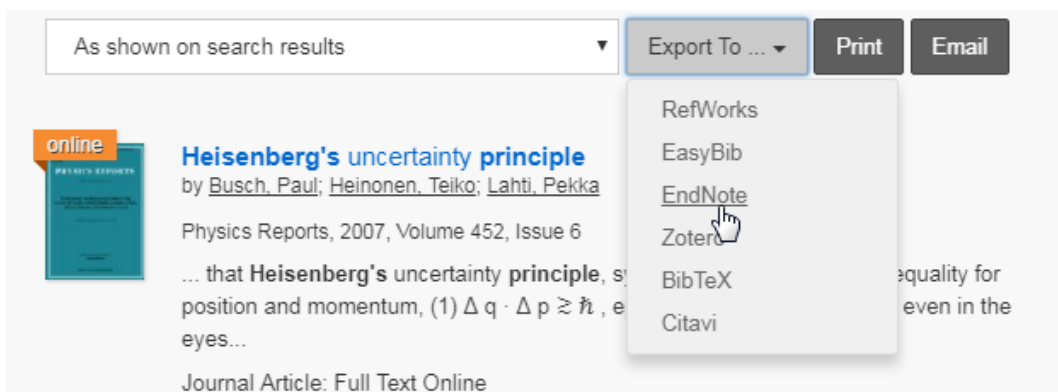 As shown on search results
Export To ...
Print
Email
RefWorks
EasyBib
EndNote
Zotero
BibTeX
Citavi
online
PHYSICS REPORTS
Heisenberg's uncertainty principle
by Busch, Paul; Heinonen, Teiko; Lahti, Pekka
Physics Reports, 2007, Volume 452, Issue 6
... that Heisenberg's uncertainty principle, s equality for
position and momentum, (1) Δ q · Δ p ≳ ℏ , e even in the
eyes...
Journal Article: Full Text Online